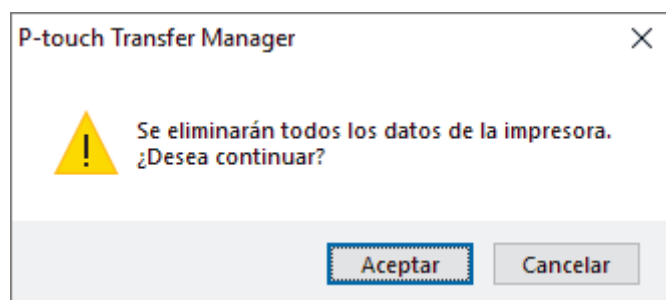 P-touch Transfer Manager
Se eliminarán todos los datos de la impresora.
¿Desea continuar?
Aceptar
Cancelar